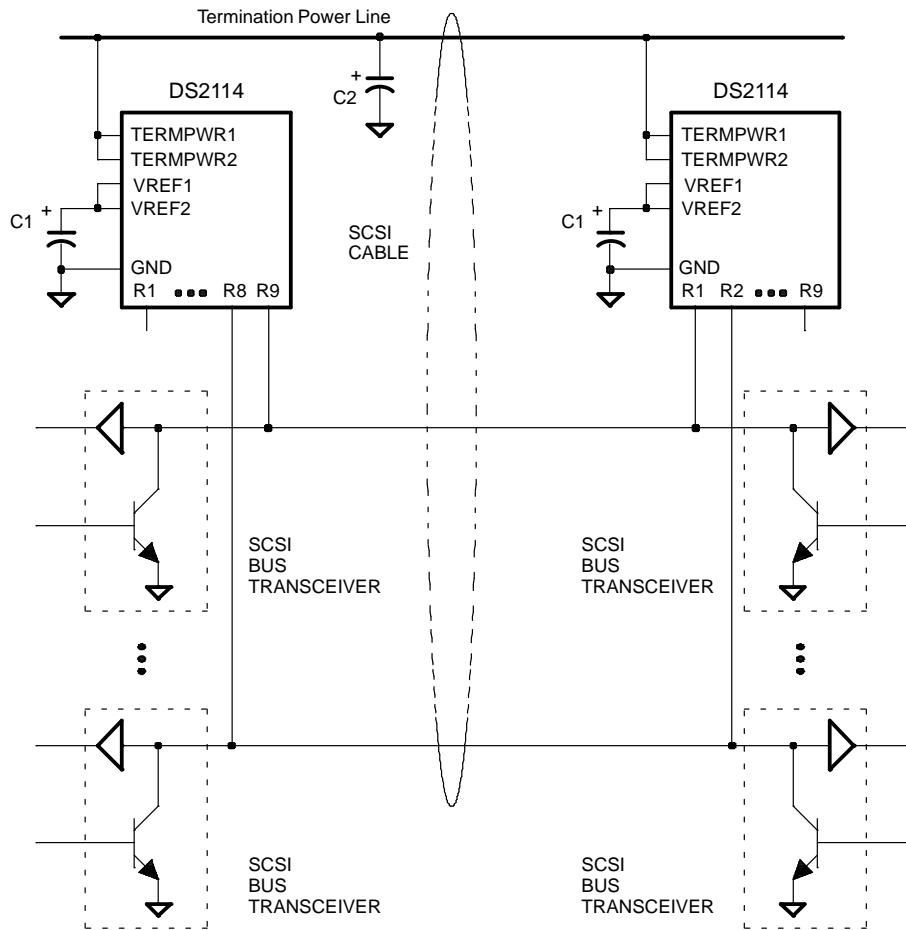 Termination Power Line
DS2114
+
C2
DS2114
TERMPWR1
TERMPWR2
VREF1
VREF2
GND
R1 ●●● R8 R9
+
C1
SCSI
CABLE
TERMPWR1
TERMPWR2
VREF1
VREF2
GND
R1 R2 ●●● R9
+
C1
SCSI
BUS
TRANSCEIVER
SCSI
BUS
TRANSCEIVER
SCSI
BUS
TRANSCEIVER
SCSI
BUS
TRANSCEIVER